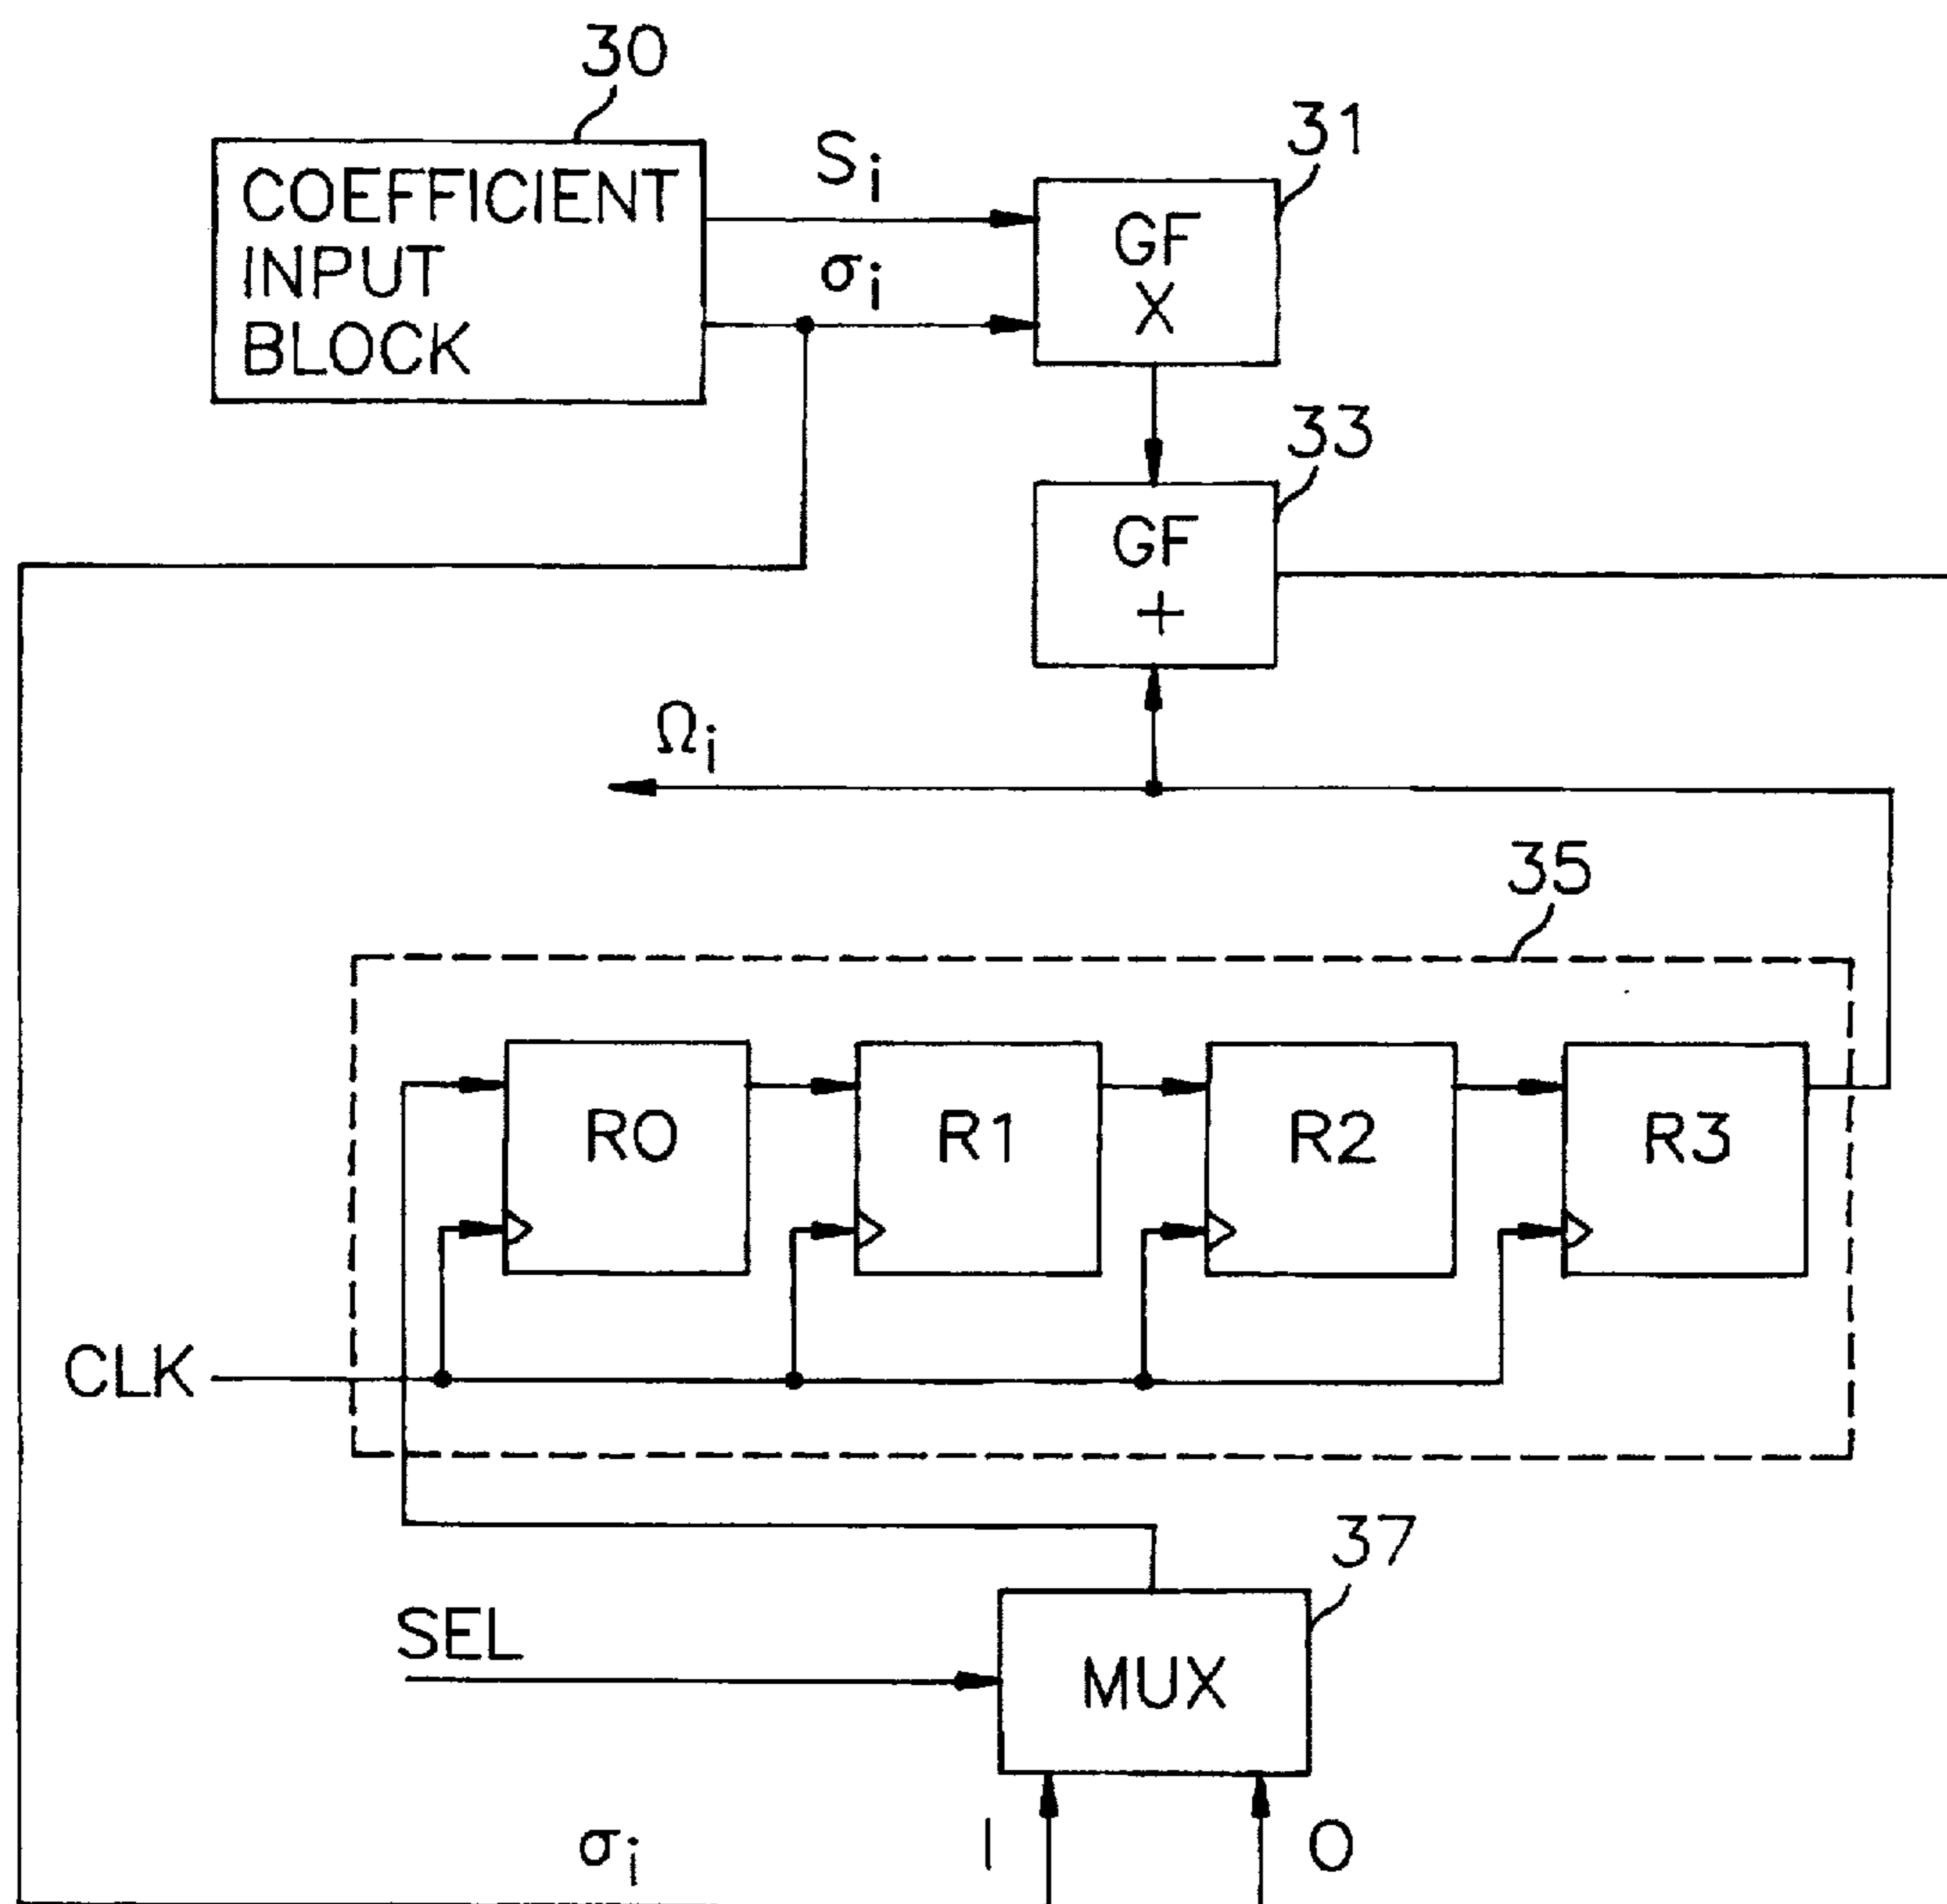 30
COEFFICIENT
INPUT
BLOCK
Si
σi
31
GF
X
33
GF
+
Ωi
35
R0
R1
R2
R3
CLK
37
SEL
MUX
σi
1
0